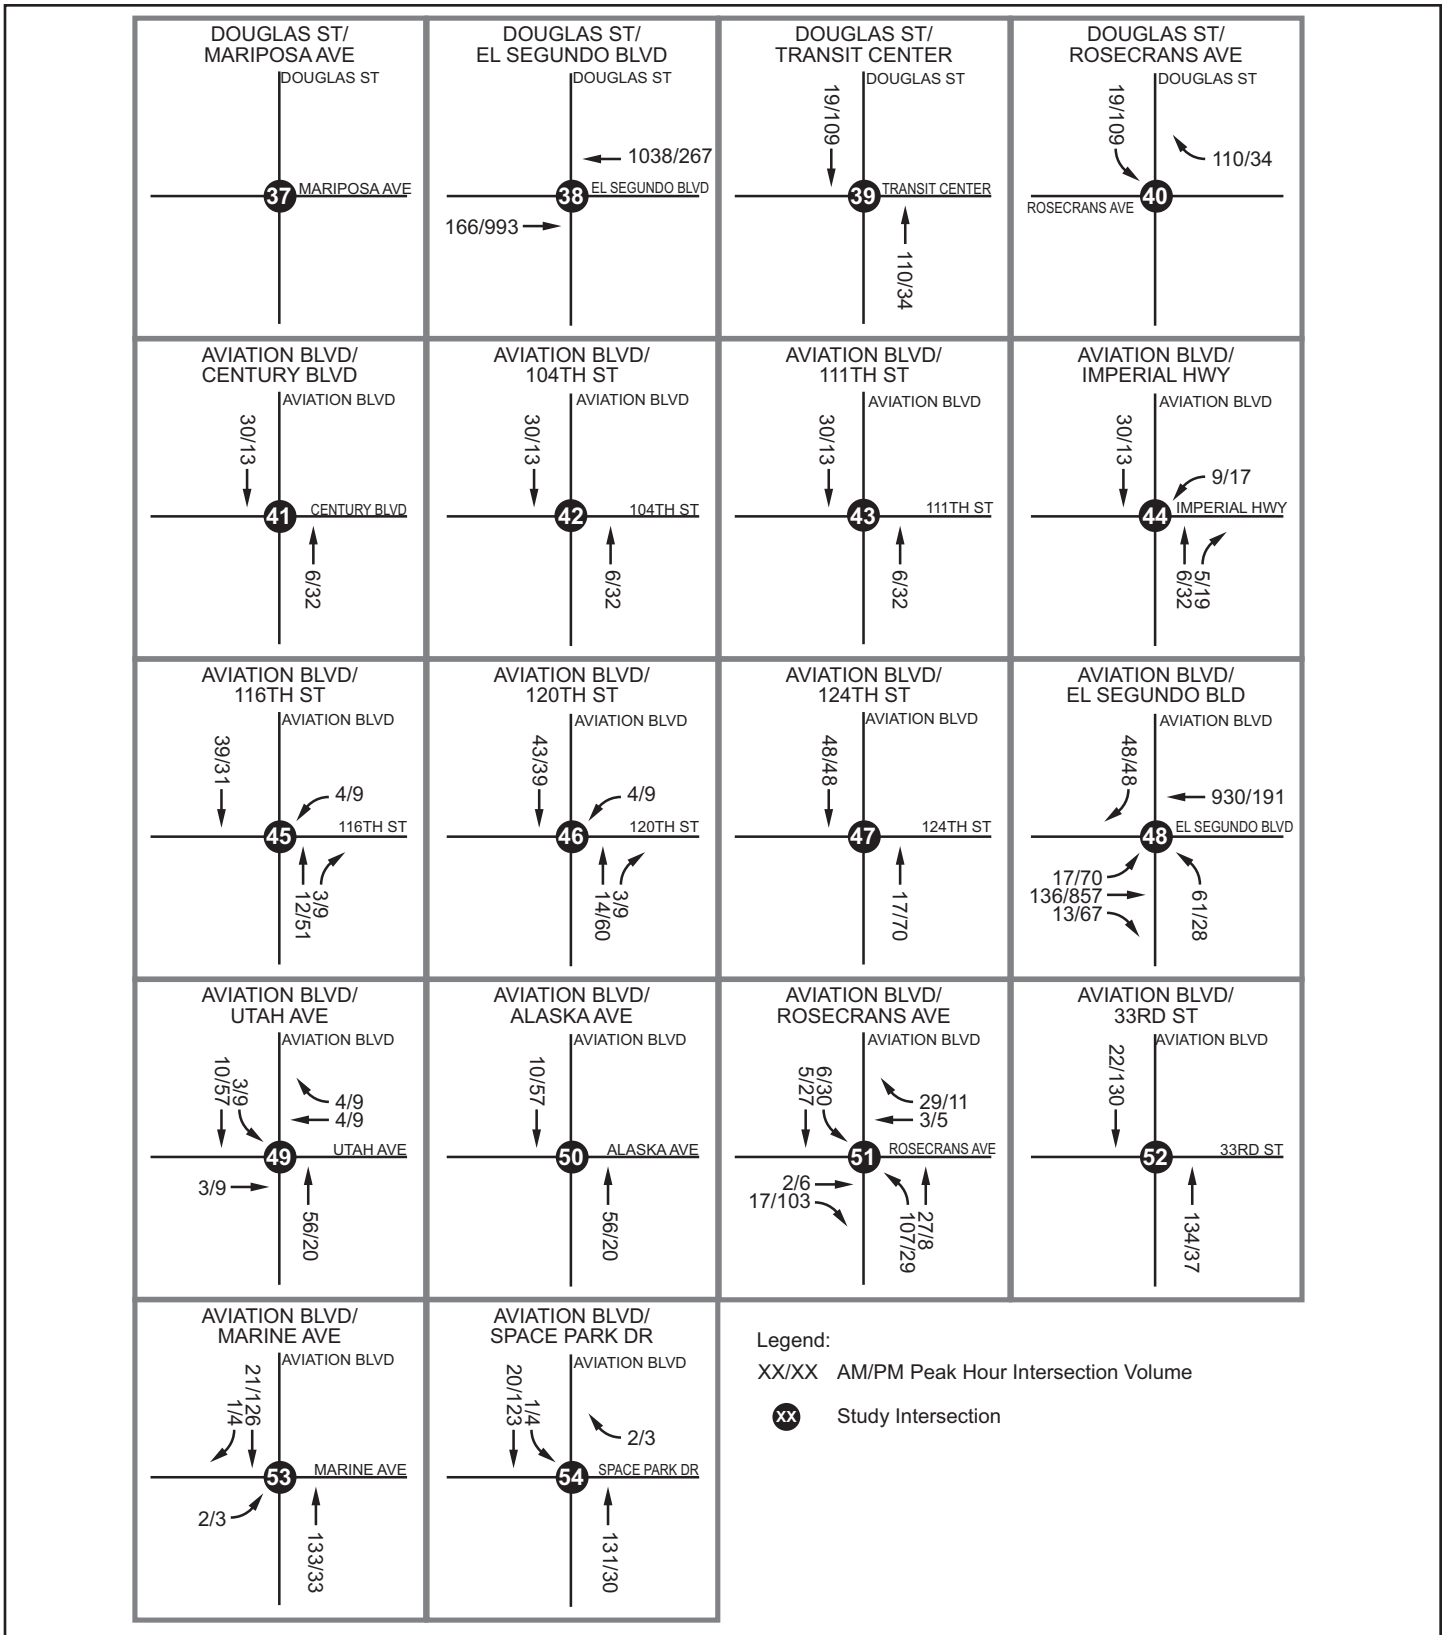 DOUGLAS ST/
MARIPOSA AVE
DOUGLAS ST
37
MARIPOSA AVE
DOUGLAS ST/
EL SEGUNDO BLVD
DOUGLAS ST
1038/267
38
EL SEGUNDO BLVD
166/993
DOUGLAS ST/
TRANSIT CENTER
DOUGLAS ST
19/109
39
TRANSIT CENTER
110/34
DOUGLAS ST/
ROSECRANS AVE
DOUGLAS ST
19/109
110/34
40
ROSECRANS AVE
AVIATION BLVD/
CENTURY BLVD
AVIATION BLVD
30/13
41
CENTURY BLVD
6/32
AVIATION BLVD/
104TH ST
AVIATION BLVD
30/13
42
104TH ST
6/32
AVIATION BLVD/
111TH ST
AVIATION BLVD
30/13
43
111TH ST
6/32
AVIATION BLVD/
IMPERIAL HWY
AVIATION BLVD
30/13
9/17
44
IMPERIAL HWY
6/32
5/19
AVIATION BLVD/
116TH ST
AVIATION BLVD
39/31
4/9
45
116TH ST
12/51
3/9
AVIATION BLVD/
120TH ST
AVIATION BLVD
43/39
4/9
46
120TH ST
14/60
3/9
AVIATION BLVD/
124TH ST
AVIATION BLVD
48/48
47
124TH ST
17/70
AVIATION BLVD/
EL SEGUNDO BLD
AVIATION BLVD
48/48
930/191
48
EL SEGUNDO BLVD
17/70
136/857
13/67
61/28
AVIATION BLVD/
UTAH AVE
AVIATION BLVD
10/57
3/9
4/9
4/9
49
UTAH AVE
3/9
56/20
AVIATION BLVD/
ALASKA AVE
AVIATION BLVD
10/57
50
ALASKA AVE
56/20
AVIATION BLVD/
ROSECRANS AVE
AVIATION BLVD
5/27
6/30
29/11
3/5
51
ROSECRANS AVE
2/6
17/103
107/29
27/8
AVIATION BLVD/
33RD ST
AVIATION BLVD
22/130
52
33RD ST
134/37
AVIATION BLVD/
MARINE AVE
AVIATION BLVD
1/4
21/126
53
MARINE AVE
2/3
133/33
AVIATION BLVD/
SPACE PARK DR
AVIATION BLVD
20/123
1/4
2/3
54
SPACE PARK DR
131/30
Legend:
XX/XX AM/PM Peak Hour Intersection Volume
XX Study Intersection